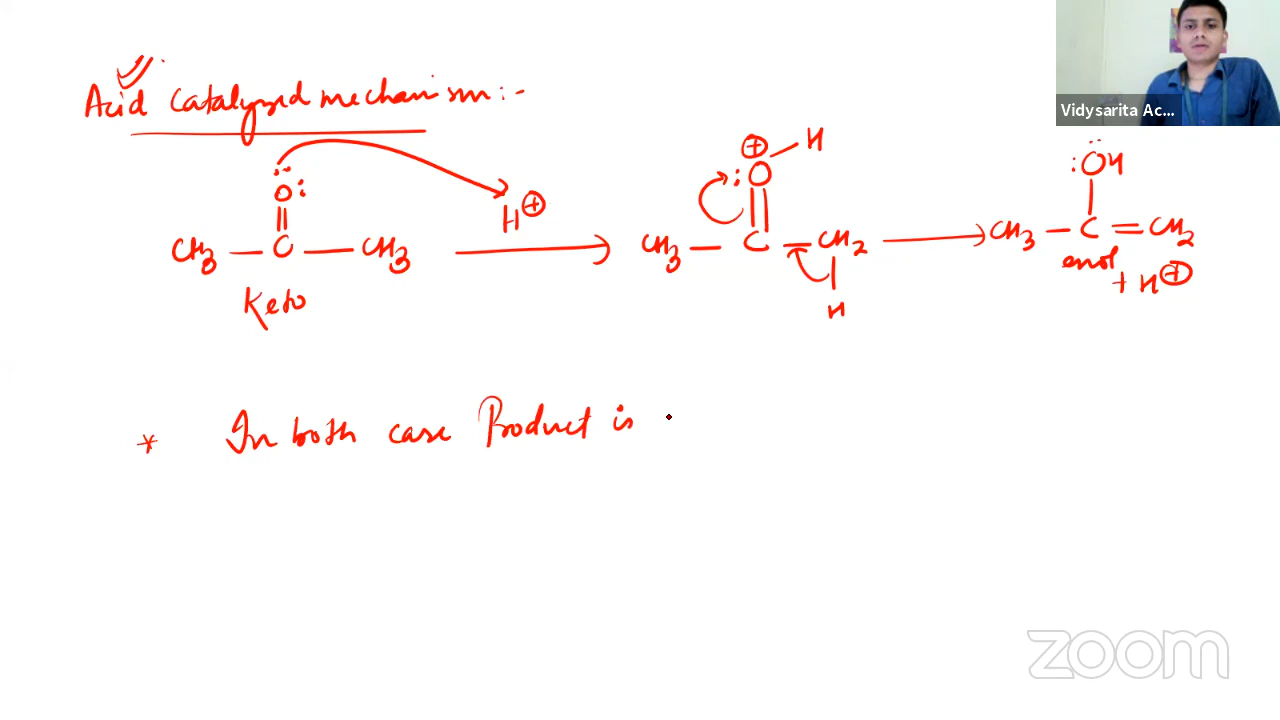 Acid catalyzed mechanism :-
:Ö:
CH3 — C — CH3
Keto
H⊕
⊕
:O — H
CH3 — C — CH2
H
:ÖH
CH3 — C = CH2
enol
+ H⊕
* In both case Product is
Vidysarita Ac...
zoom